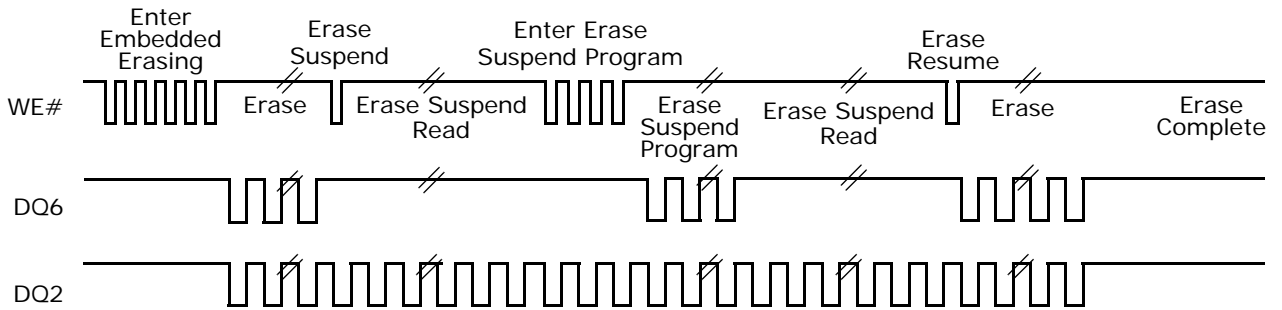 Enter
Embedded
Erasing
Erase
Suspend
Enter Erase
Suspend Program
Erase
Resume
WE#
Erase
Erase Suspend
Read
Erase
Suspend
Program
Erase Suspend
Read
Erase
Erase
Complete
DQ6
DQ2